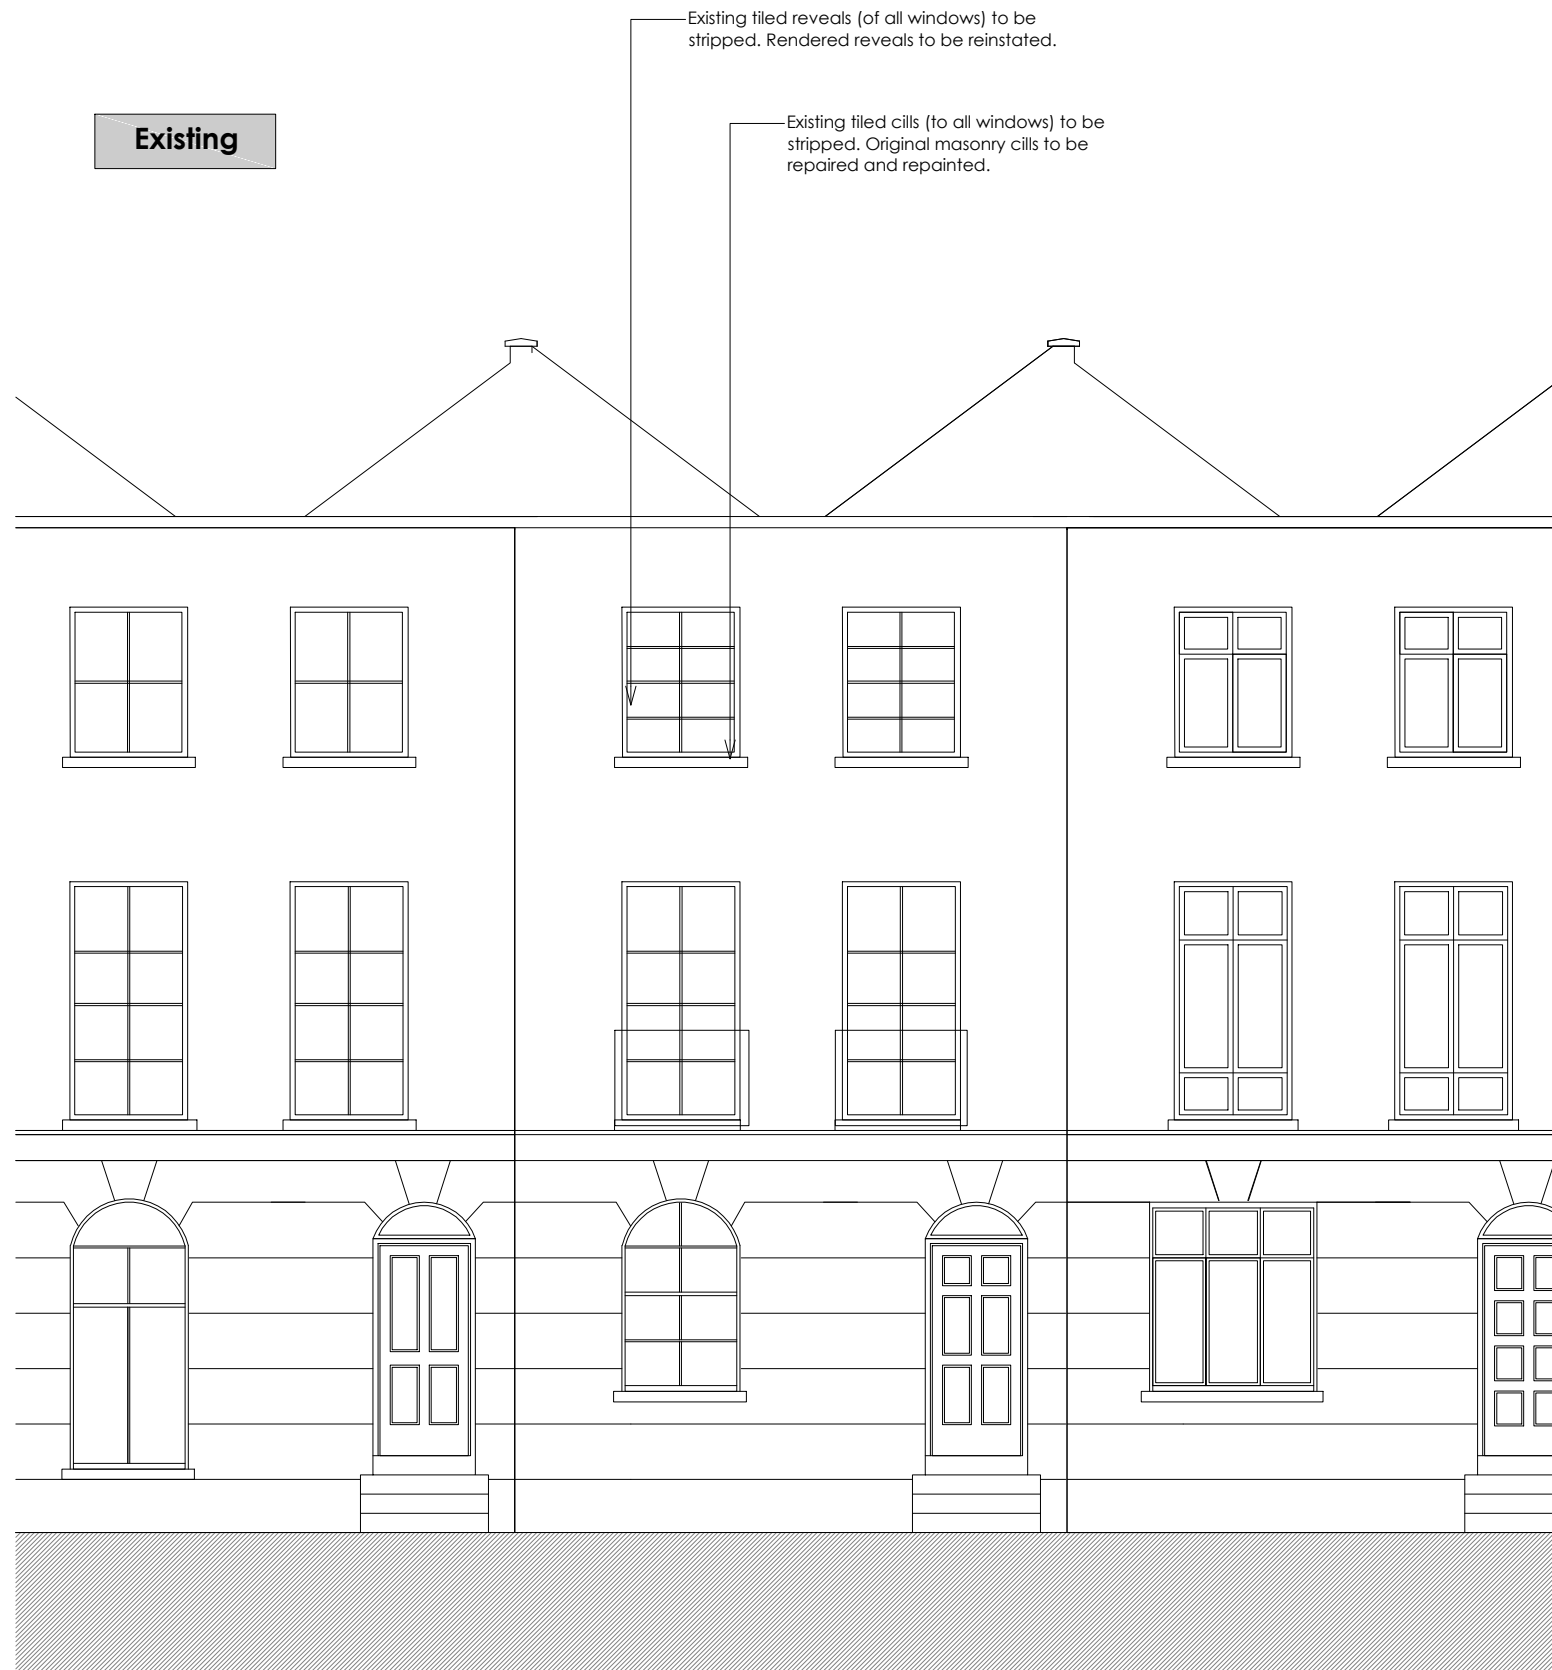 Existing tiled reveals (of all windows) to be
stripped. Rendered reveals to be reinstated.
Existing
Existing tiled cills (to all windows) to be
stripped. Original masonry cills to be
repaired and repainted.